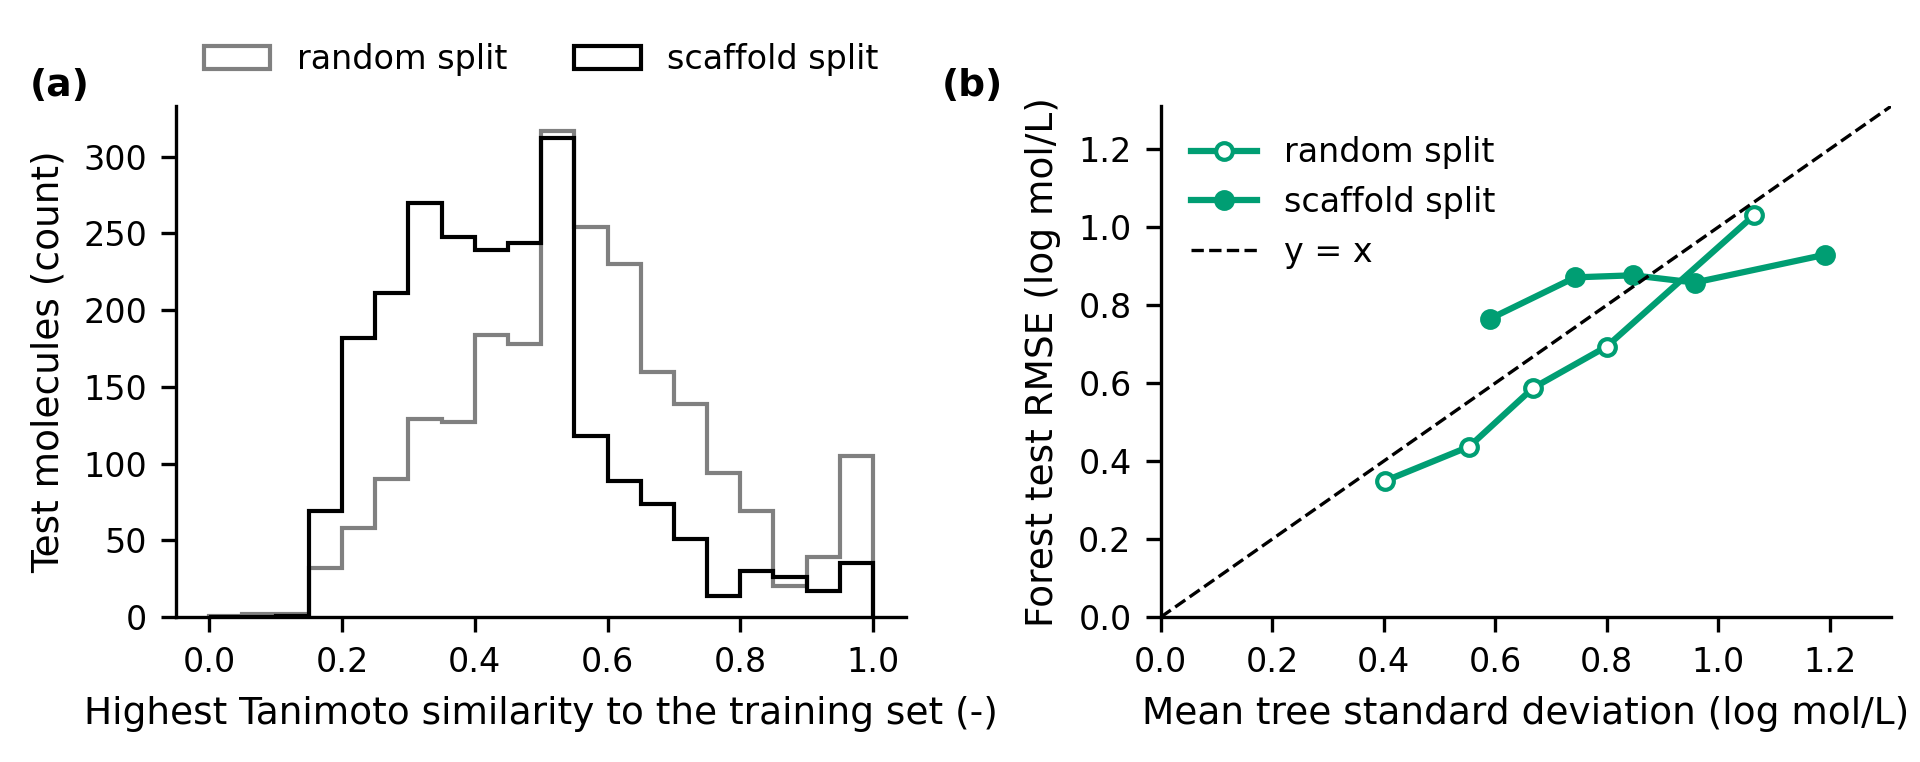 (a)
random split
scaffold split
Test molecules (count)
300
250
200
150
100
50
0
0.0 0.2 0.4 0.6 0.8 1.0
Highest Tanimoto similarity to the training set (-)
(b)
random split
scaffold split
y = x
Forest test RMSE (log mol/L)
1.2
1.0
0.8
0.6
0.4
0.2
0.0
0.0 0.2 0.4 0.6 0.8 1.0 1.2
Mean tree standard deviation (log mol/L)